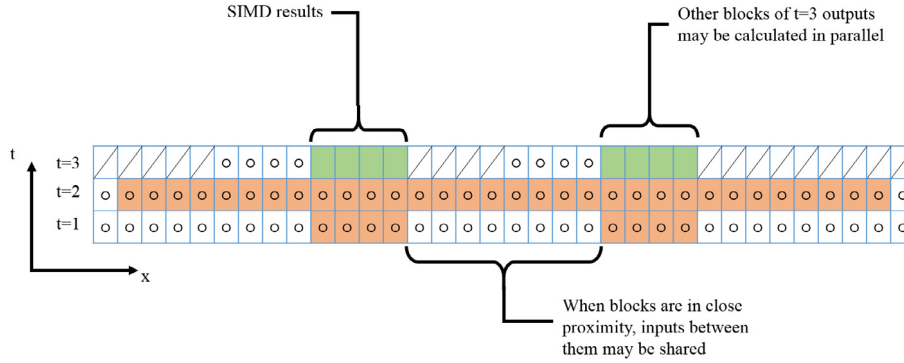 SIMD results
Other blocks of t=3 outputs
may be calculated in parallel
t
t=3
t=2
t=1
x
When blocks are in close
proximity, inputs between
them may be shared